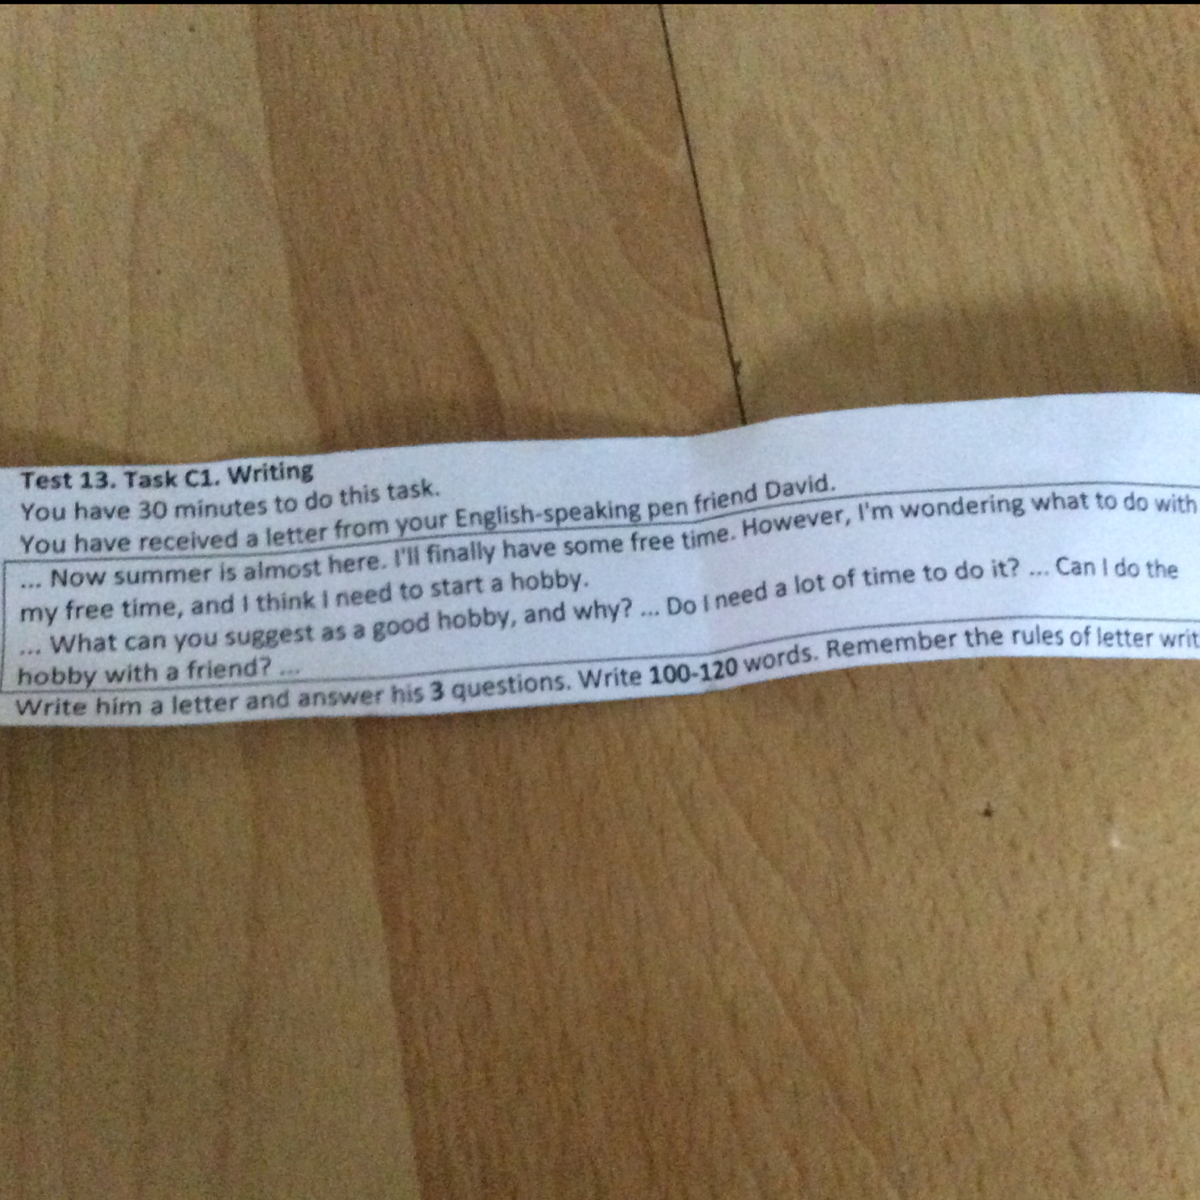 Test 13. Task C1. Writing
You have 30 minutes to do this task.
You have received a letter from your English-speaking pen friend David.
... Now summer is almost here. I'll finally have some free time. However, I'm wondering what to do with
my free time, and I think I need to start a hobby.
... What can you suggest as a good hobby, and why? ... Do I need a lot of time to do it? ... Can I do the
hobby with a friend? ...
Write him a letter and answer his 3 questions. Write 100-120 words. Remember the rules of letter writ